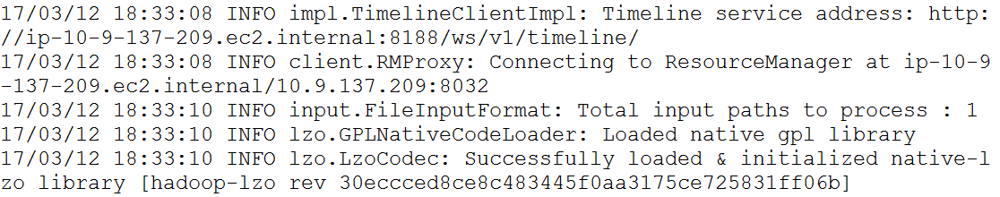 17/03/12 18:33:08 INFO impl.TimelineClientImpl: Timeline service address: http:
//ip-10-9-137-209.ec2.internal:8188/ws/v1/timeline/
17/03/12 18:33:08 INFO client.RMProxy: Connecting to ResourceManager at ip-10-9
-137-209.ec2.internal/10.9.137.209:8032
17/03/12 18:33:10 INFO input.FileInputFormat: Total input paths to process : 1
17/03/12 18:33:10 INFO lzo.GPLNativeCodeLoader: Loaded native gpl library
17/03/12 18:33:10 INFO lzo.LzoCodec: Successfully loaded & initialized native-l
zo library [hadoop-lzo rev 30eccced8ce8c483445f0aa3175ce725831ff06b]